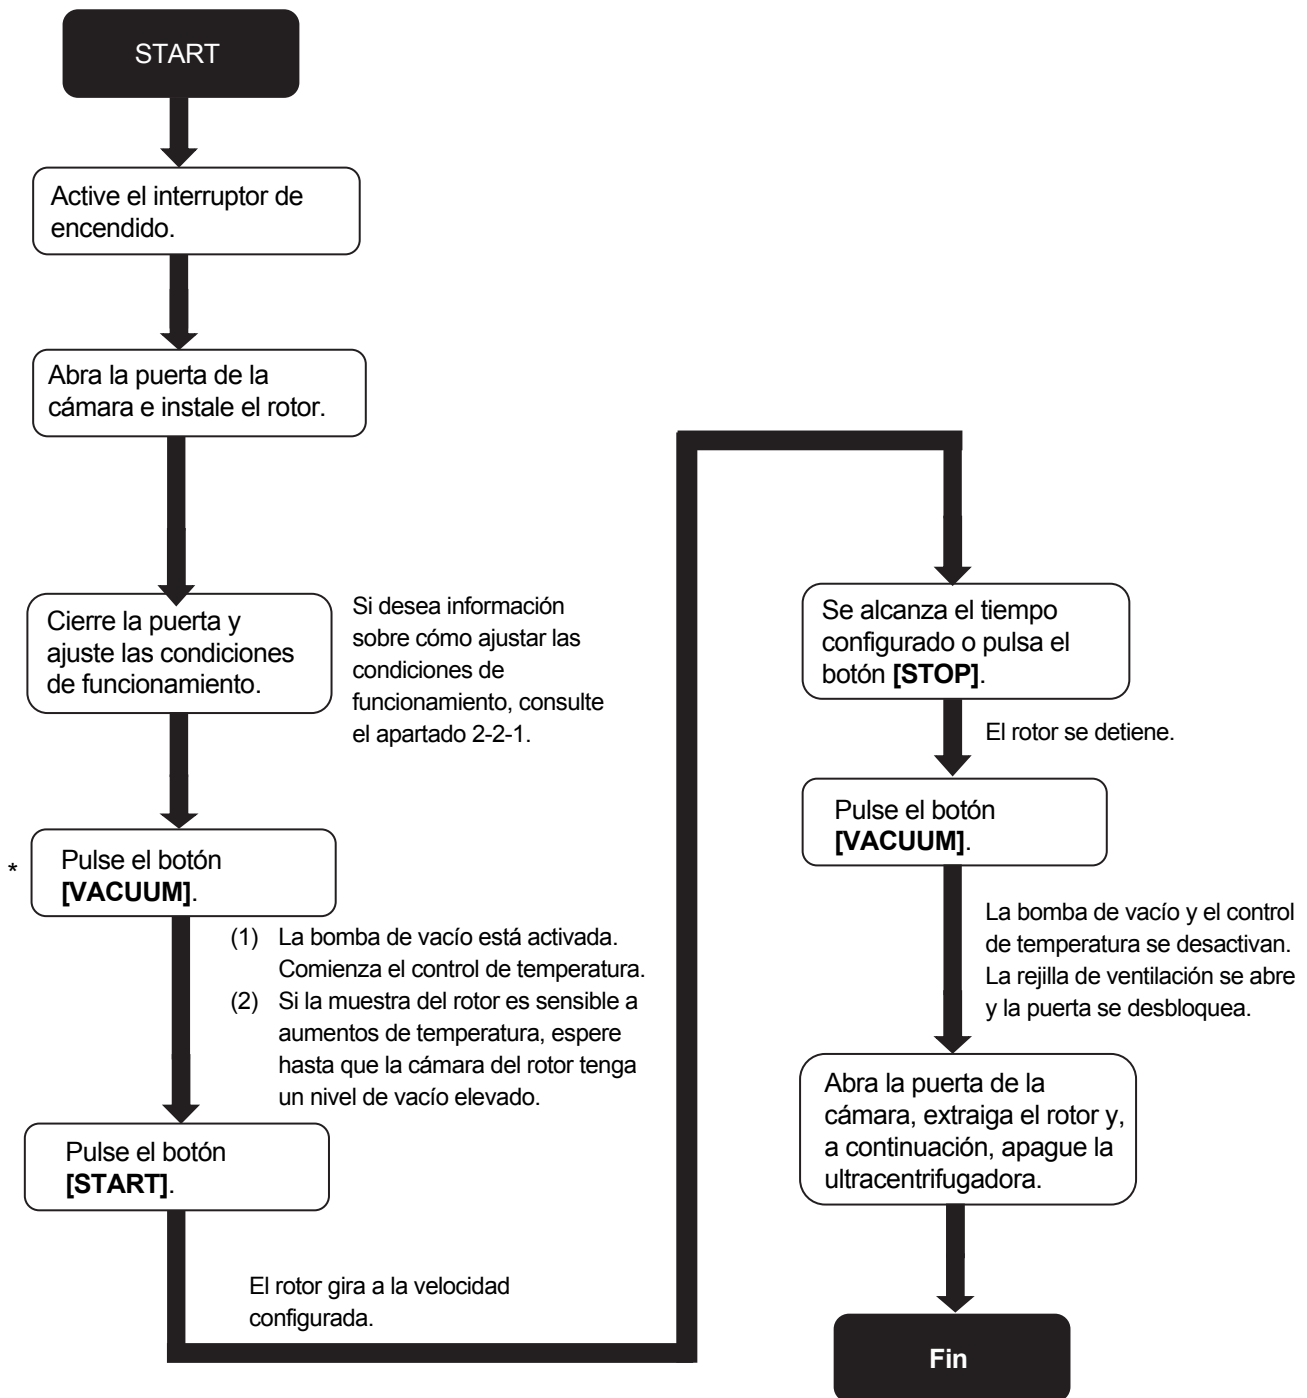 START
Active el interruptor de
encendido.
Abra la puerta de la
cámara e instale el rotor.
Cierre la puerta y
ajuste las condiciones
de funcionamiento.
Si desea información
sobre cómo ajustar las
condiciones de
funcionamiento, consulte
el apartado 2-2-1.
*
Pulse el botón
[VACUUM].
(1) La bomba de vacío está activada.
Comienza el control de temperatura.
(2) Si la muestra del rotor es sensible a
aumentos de temperatura, espere
hasta que la cámara del rotor tenga
un nivel de vacío elevado.
Pulse el botón
[START].
El rotor gira a la velocidad
configurada.
Se alcanza el tiempo
configurado o pulsa el
botón [STOP].
El rotor se detiene.
Pulse el botón
[VACUUM].
La bomba de vacío y el control
de temperatura se desactivan.
La rejilla de ventilación se abre
y la puerta se desbloquea.
Abra la puerta de la
cámara, extraiga el rotor y,
a continuación, apague la
ultracentrifugadora.
Fin